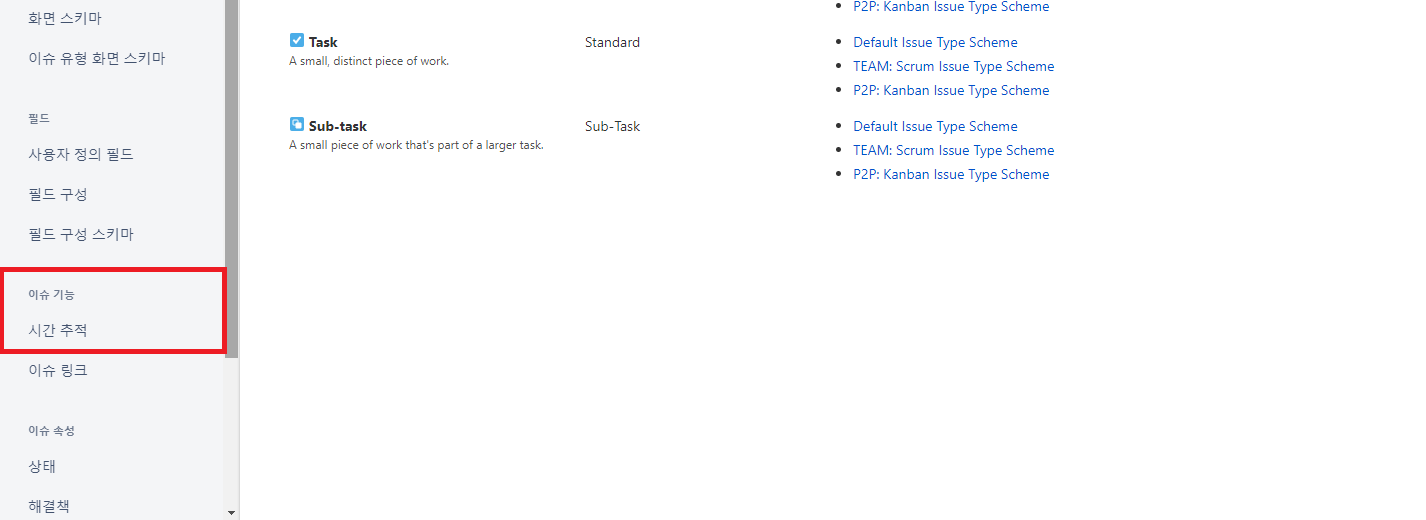 화면 스키마
이슈 유형 화면 스키마
필드
사용자 정의 필드
필드 구성
필드 구성 스키마
이슈 기능
시간 추적
이슈 링크
이슈 속성
상태
해결책
P2P: Kanban Issue Type Scheme
Task
A small, distinct piece of work.
Standard
Default Issue Type Scheme
TEAM: Scrum Issue Type Scheme
P2P: Kanban Issue Type Scheme
Sub-task
A small piece of work that's part of a larger task.
Sub-Task
Default Issue Type Scheme
TEAM: Scrum Issue Type Scheme
P2P: Kanban Issue Type Scheme